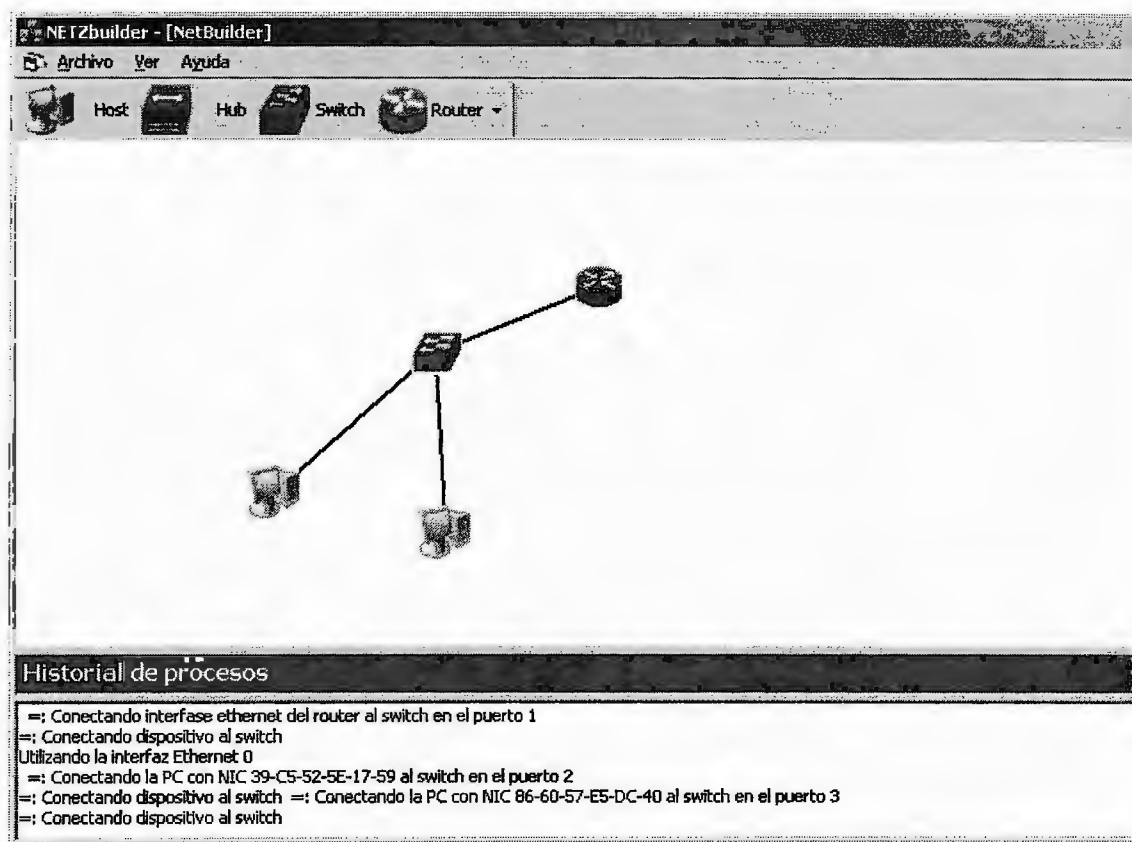 NETZbuilder - [NetBuilder]
Archivo Ver Ayuda
Host Hub Switch Router
Historial de procesos
=: Conectando interfase ethernet del router al switch en el puerto 1
=: Conectando dispositivo al switch
Utilizando la interfaz Ethernet 0
=: Conectando la PC con NIC 39-C5-52-5E-17-59 al switch en el puerto 2
=: Conectando dispositivo al switch =: Conectando la PC con NIC 86-60-57-E5-DC-40 al switch en el puerto 3
=: Conectando dispositivo al switch